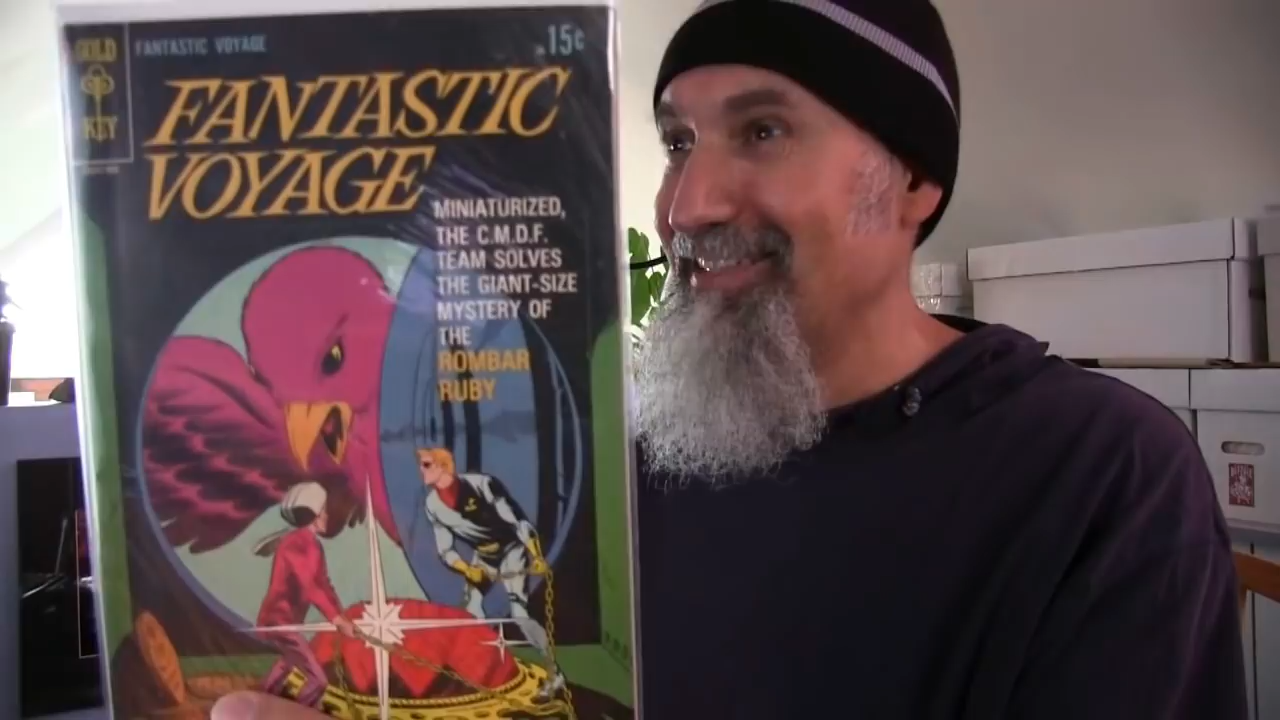 GOLD
KEY
FANTASTIC VOYAGE
15¢
FANTASTIC
VOYAGE
MINIATURIZED,
THE C.M.D.F.
TEAM SOLVES
THE GIANT-SIZE
MYSTERY OF
THE
ROMBAR
RUBY